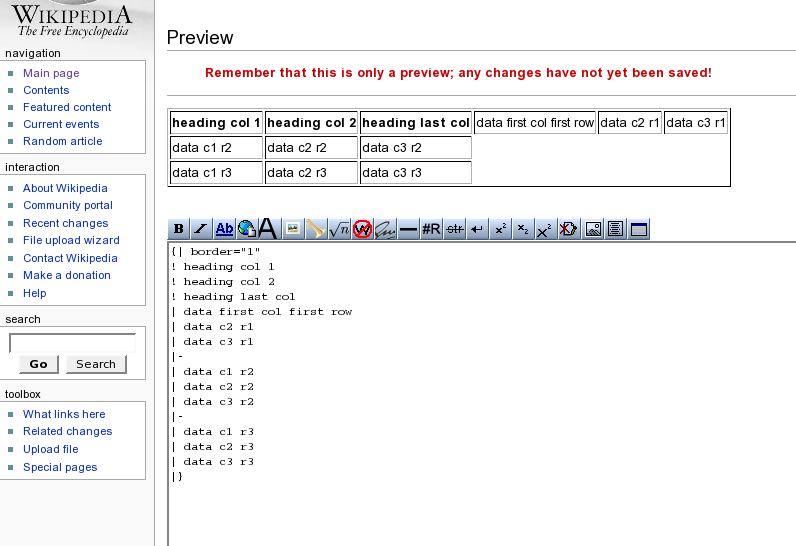 WIKIPEDIA
The Free Encyclopedia
navigation
Main page
Contents
Featured content
Current events
Random article
interaction
About Wikipedia
Community portal
Recent changes
File upload wizard
Contact Wikipedia
Make a donation
Help
search
Go Search
toolbox
What links here
Related changes
Upload file
Special pages
Preview
Remember that this is only a preview; any changes have not yet been saved!
heading col 1 heading col 2 heading last col data first col first row data c2 r1 data c3 r1
data c1 r2 data c2 r2 data c3 r2
data c1 r3 data c2 r3 data c3 r3
B I Ab A √n W #R str x² x₂ x²
{| border="1"
! heading col 1
! heading col 2
! heading last col
| data first col first row
| data c2 r1
| data c3 r1
|-
| data c1 r2
| data c2 r2
| data c3 r2
|-
| data c1 r3
| data c2 r3
| data c3 r3
|}